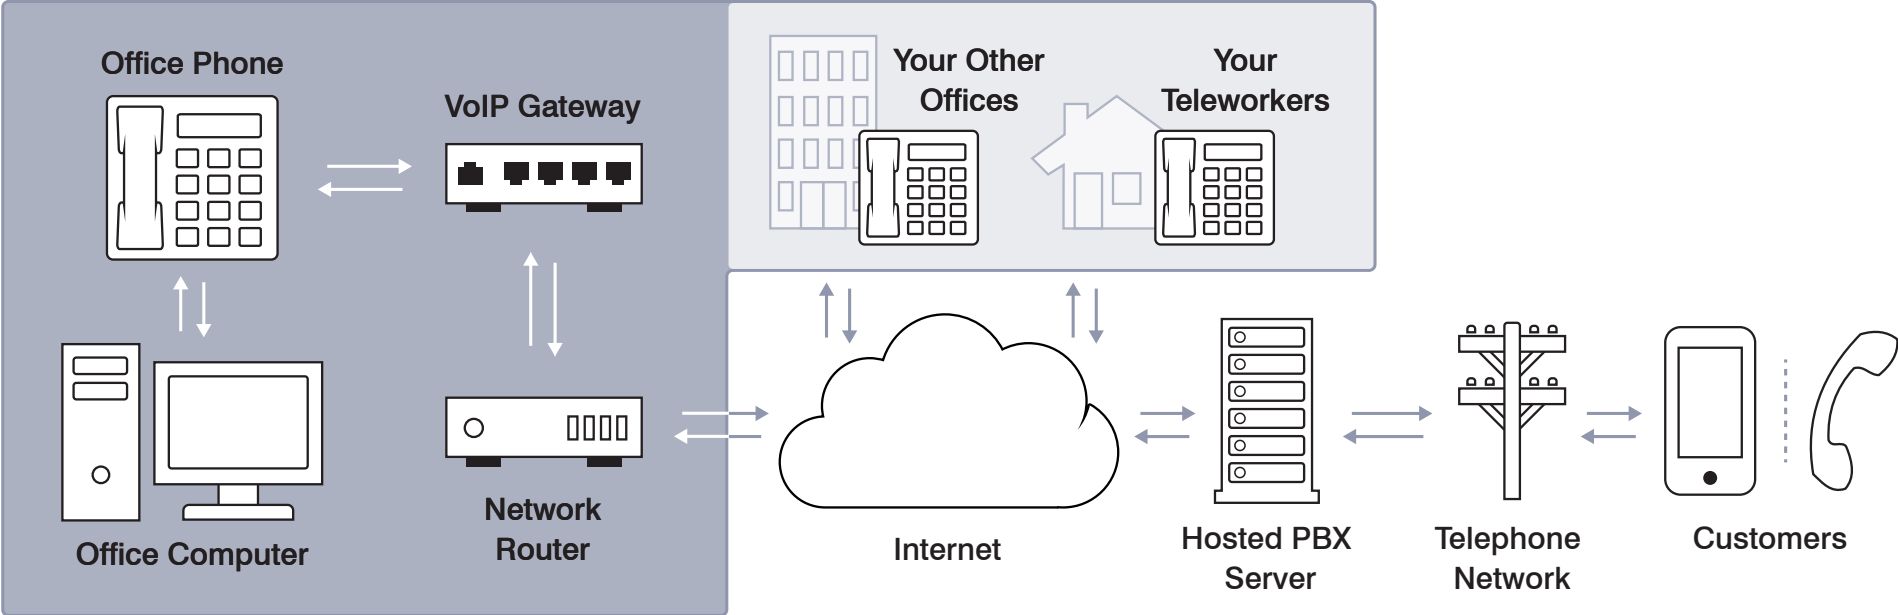 Office Phone
VoIP Gateway
Your Other
Offices
Your
Teleworkers
Office Computer
Network
Router
Internet
Hosted PBX
Server
Telephone
Network
Customers